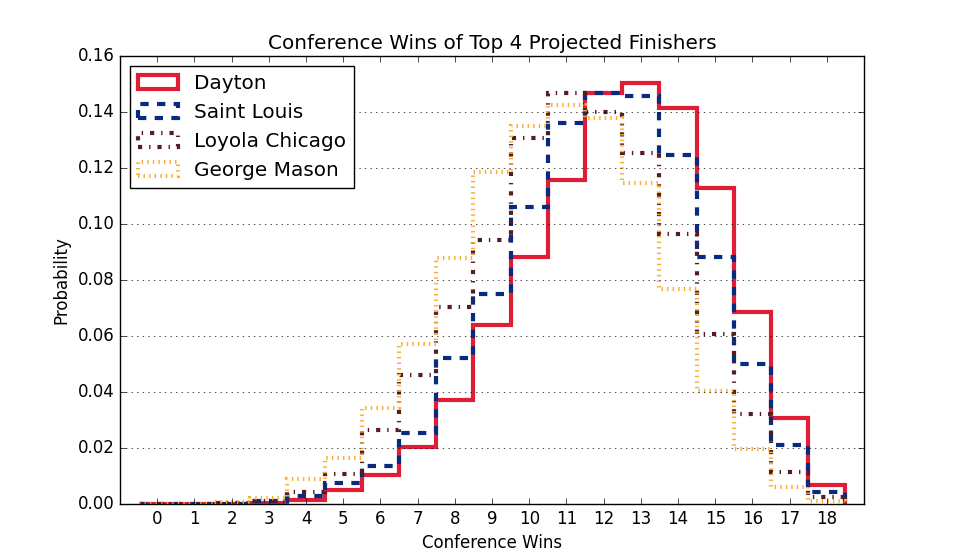 Conference Wins of Top 4 Projected Finishers
0.16
0.14
0.12
0.10
0.08
0.06
0.04
0.02
0.00
Probability
Dayton
Saint Louis
Loyola Chicago
George Mason
0 1 2 3 4 5 6 7 8 9 10 11 12 13 14 15 16 17 18
Conference Wins